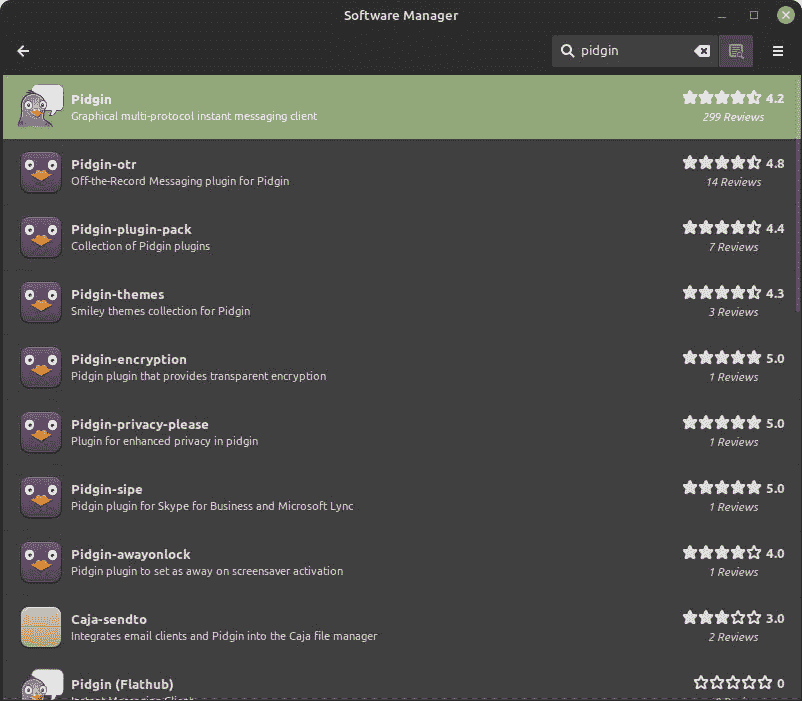 Software Manager
pidgin
Pidgin
4.2
Graphical multi-protocol instant messaging client
299 Reviews
Pidgin-otr
4.8
Off-the-Record Messaging plugin for Pidgin
14 Reviews
Pidgin-plugin-pack
4.4
Collection of Pidgin plugins
7 Reviews
Pidgin-themes
4.3
Smiley themes collection for Pidgin
3 Reviews
Pidgin-encryption
5.0
Pidgin plugin that provides transparent encryption
1 Reviews
Pidgin-privacy-please
5.0
Plugin for enhanced privacy in pidgin
1 Reviews
Pidgin-sipe
5.0
Pidgin plugin for Skype for Business and Microsoft Lync
1 Reviews
Pidgin-awayonlock
4.0
Pidgin plugin to set as away on screensaver activation
1 Reviews
Caja-sendto
3.0
Integrates email clients and Pidgin into the Caja file manager
2 Reviews
Pidgin (Flathub)
0
Instant Messaging Client